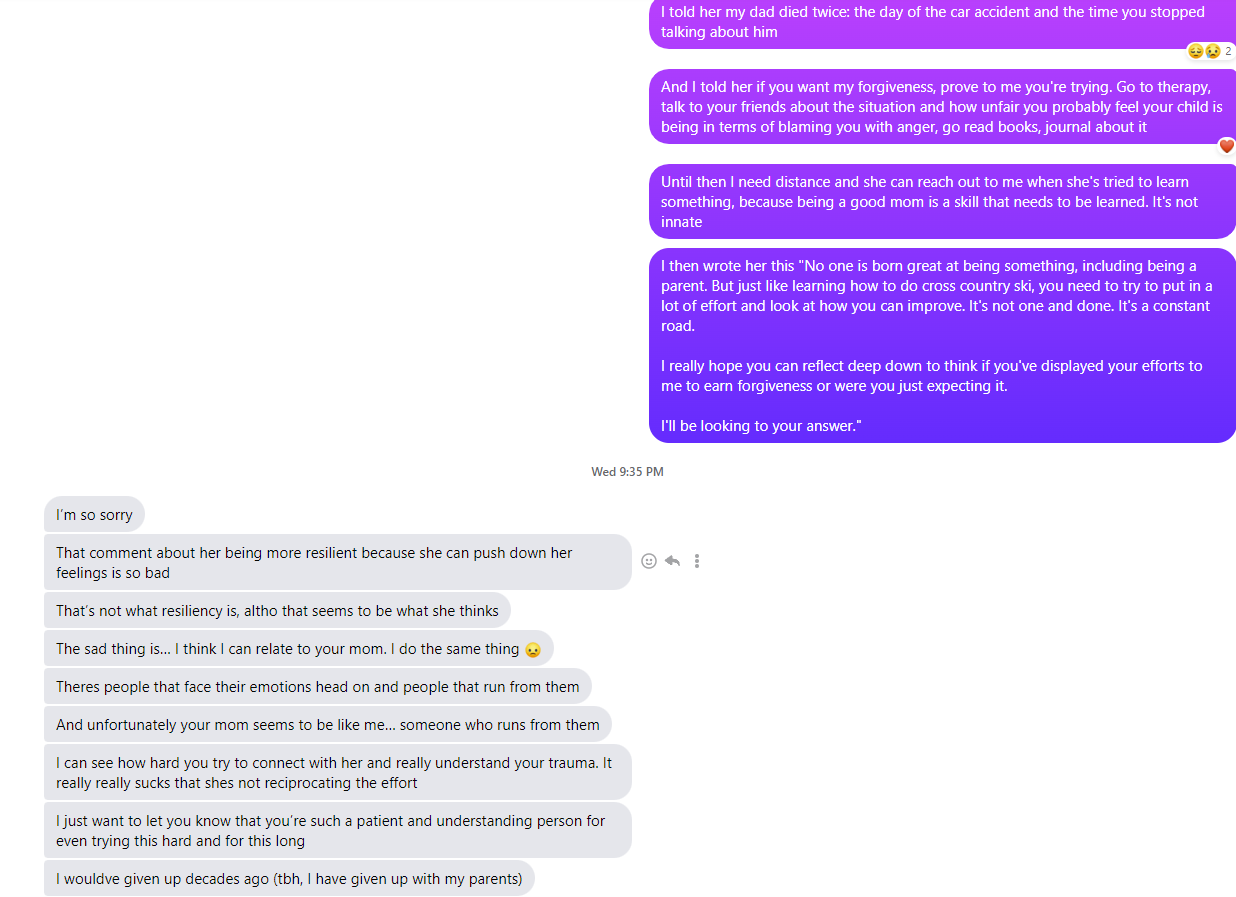 I told her my dad died twice: the day of the car accident and the time you stopped
talking about him
2
And I told her if you want my forgiveness, prove to me you're trying. Go to therapy,
talk to your friends about the situation and how unfair you probably feel your child is
being in terms of blaming you with anger, go read books, journal about it
Until then I need distance and she can reach out to me when she's tried to learn
something, because being a good mom is a skill that needs to be learned. It's not
innate
I then wrote her this "No one is born great at being something, including being a
parent. But just like learning how to do cross country ski, you need to try to put in a
lot of effort and look at how you can improve. It's not one and done. It's a constant
road.
I really hope you can reflect deep down to think if you've displayed your efforts to
me to earn forgiveness or were you just expecting it.
I'll be looking to your answer."
Wed 9:35 PM
I'm so sorry
That comment about her being more resilient because she can push down her
feelings is so bad
That's not what resiliency is, altho that seems to be what she thinks
The sad thing is... I think I can relate to your mom. I do the same thing 😞
Theres people that face their emotions head on and people that run from them
And unfortunately your mom seems to be like me... someone who runs from them
I can see how hard you try to connect with her and really understand your trauma. It
really really sucks that shes not reciprocating the effort
I just want to let you know that you're such a patient and understanding person for
even trying this hard and for this long
I wouldve given up decades ago (tbh, I have given up with my parents)